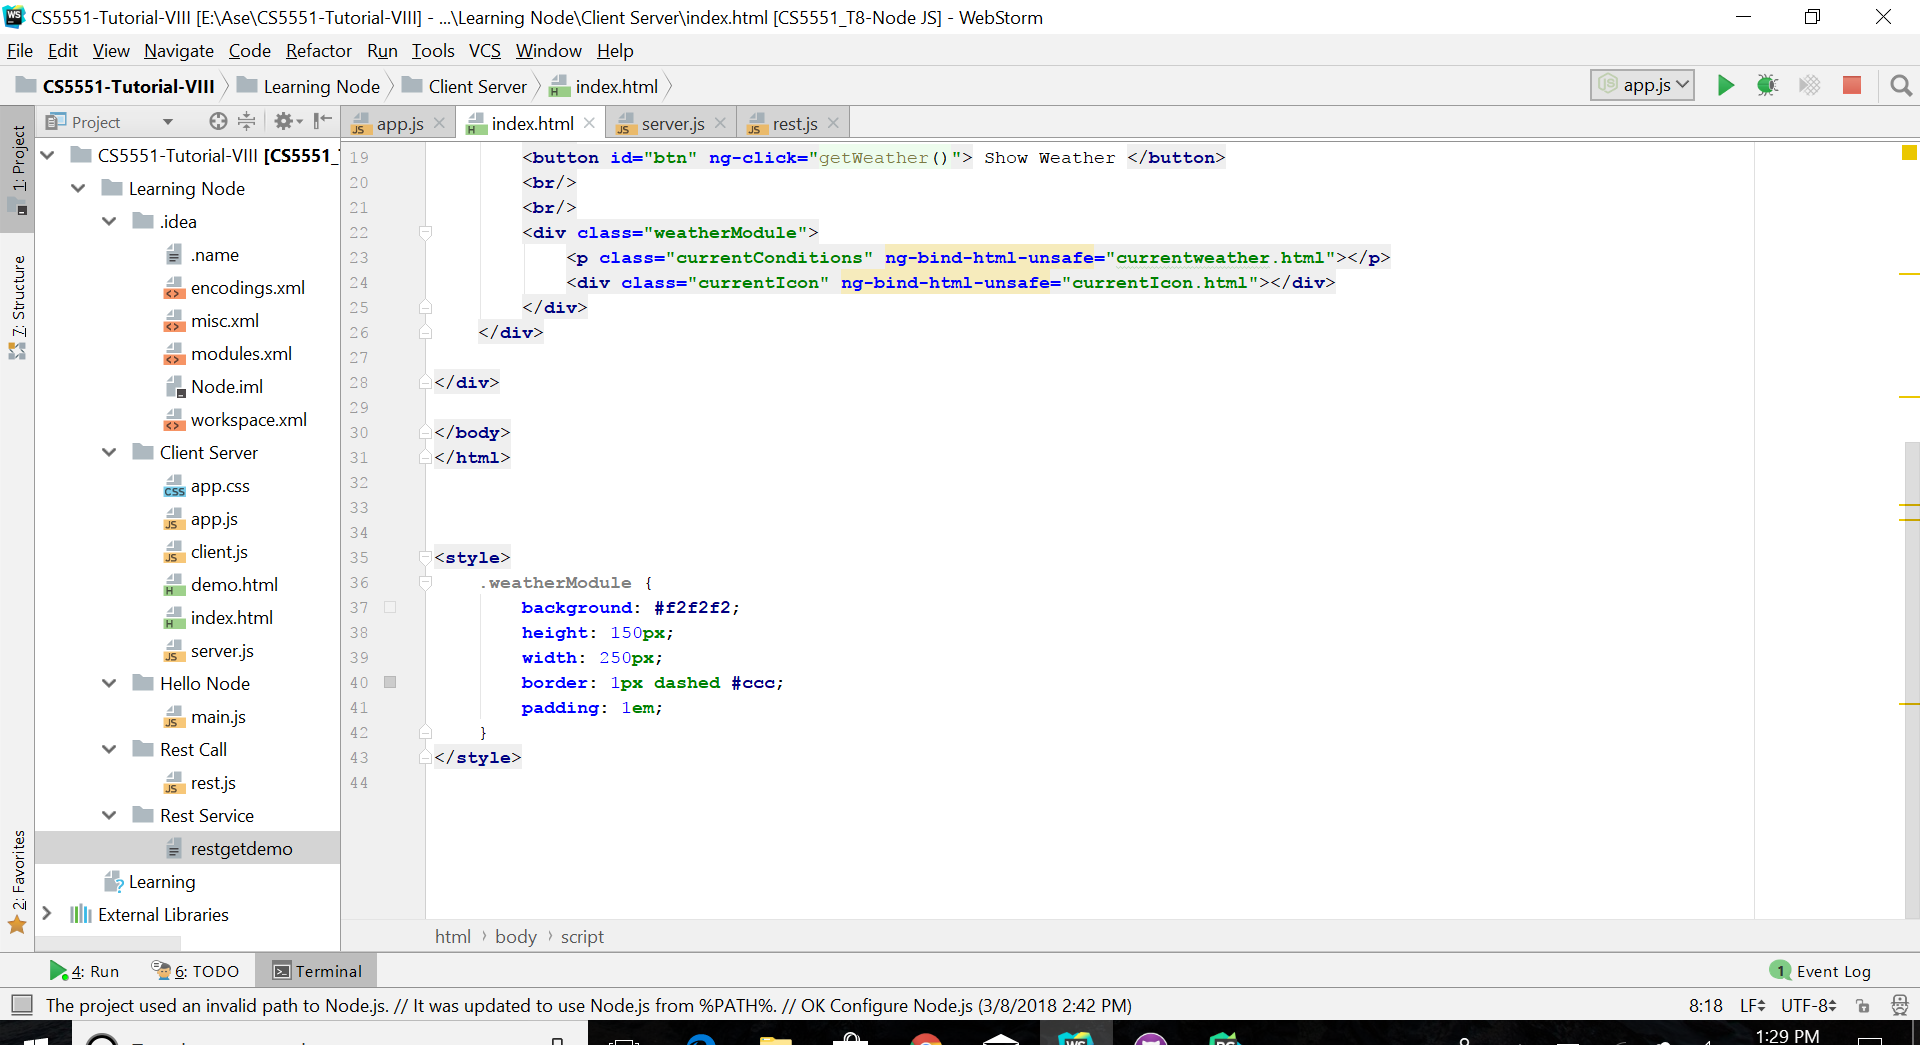 CS5551-Tutorial-VIII [E:\Ase\CS5551-Tutorial-VIII] - ...\Learning Node\Client Server\index.html [CS5551_T8-Node JS] - WebStorm
File Edit View Navigate Code Refactor Run Tools VCS Window Help
CS5551-Tutorial-VIII Learning Node Client Server index.html app.js
Project app.js index.html server.js rest.js
1: Project
7: Structure
2: Favorites
CS5551-Tutorial-VIII [CS5551_
Learning Node
.idea
.name
encodings.xml
misc.xml
modules.xml
Node.iml
workspace.xml
Client Server
app.css
app.js
client.js
demo.html
index.html
server.js
Hello Node
main.js
Rest Call
rest.js
Rest Service
restgetdemo
Learning
External Libraries
19 <button id="btn" ng-click="getWeather()"> Show Weather </button>
20 <br/>
21 <br/>
22 <div class="weatherModule">
23 <p class="currentConditions" ng-bind-html-unsafe="currentweather.html"></p>
24 <div class="currentIcon" ng-bind-html-unsafe="currentIcon.html"></div>
25 </div>
26 </div>
27
28 </div>
29
30 </body>
31 </html>
32
33
34
35 <style>
36 .weatherModule {
37 background: #f2f2f2;
38 height: 150px;
39 width: 250px;
40 border: 1px dashed #ccc;
41 padding: 1em;
42 }
43 </style>
44
html body script
4: Run 6: TODO Terminal 1 Event Log
The project used an invalid path to Node.js. // It was updated to use Node.js from %PATH%. // OK Configure Node.js (3/8/2018 2:42 PM) 8:18 LF UTF-8
1:29 PM